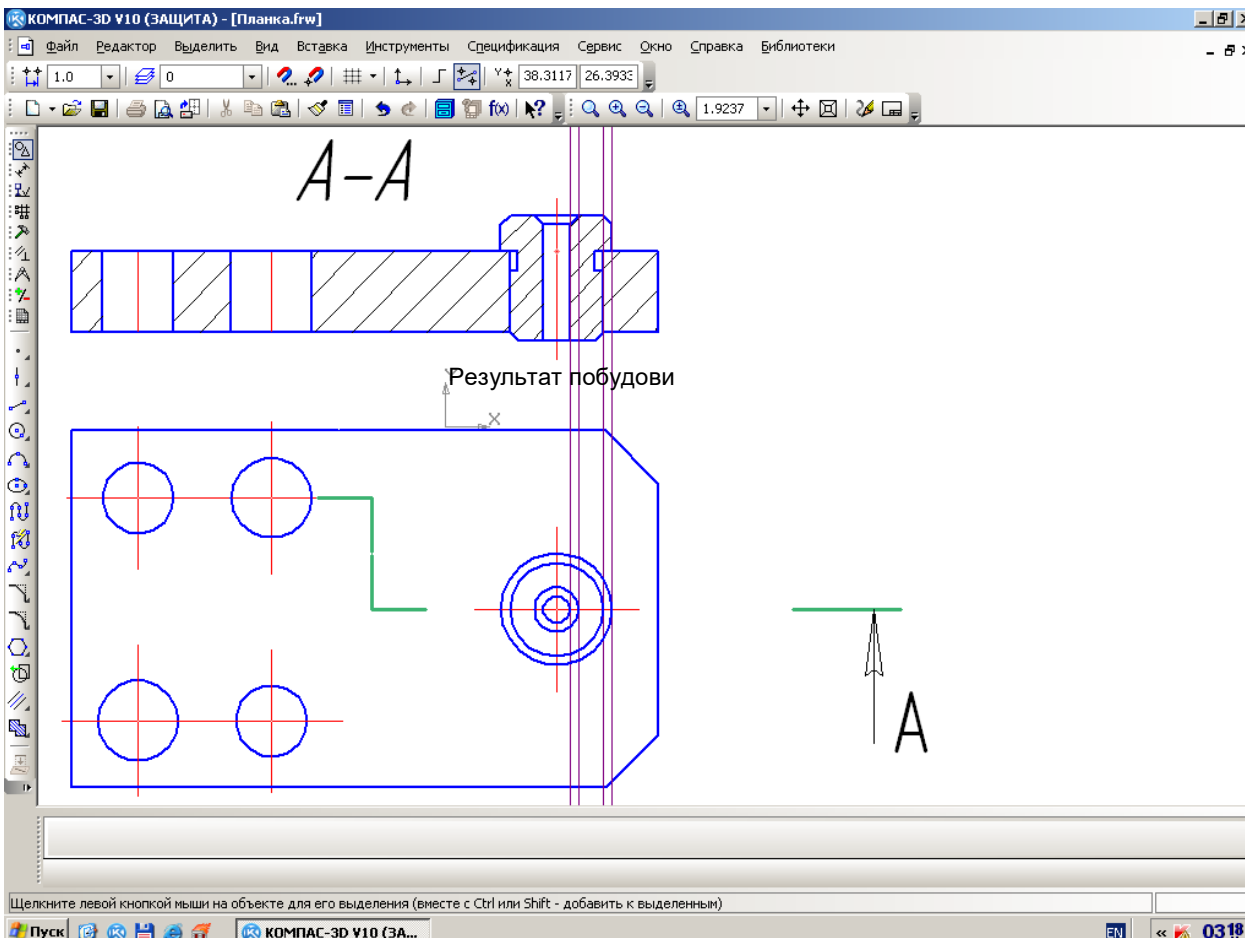 КОМПАС-3D V10 (ЗАЩИТА) - [Планка.frw]
Файл Редактор Выделить Вид Вставка Инструменты Спецификация Сервис Окно Справка Библиотеки
1.0 0 38.3117 26.3933
f(x) 1.9237
А-А
Результат побудови
Y
X
А
Щелкните левой кнопкой мыши на объекте для его выделения (вместе с Ctrl или Shift - добавить к выделенным)
Пуск КОМПАС-3D V10 (ЗА... EN « 03 18